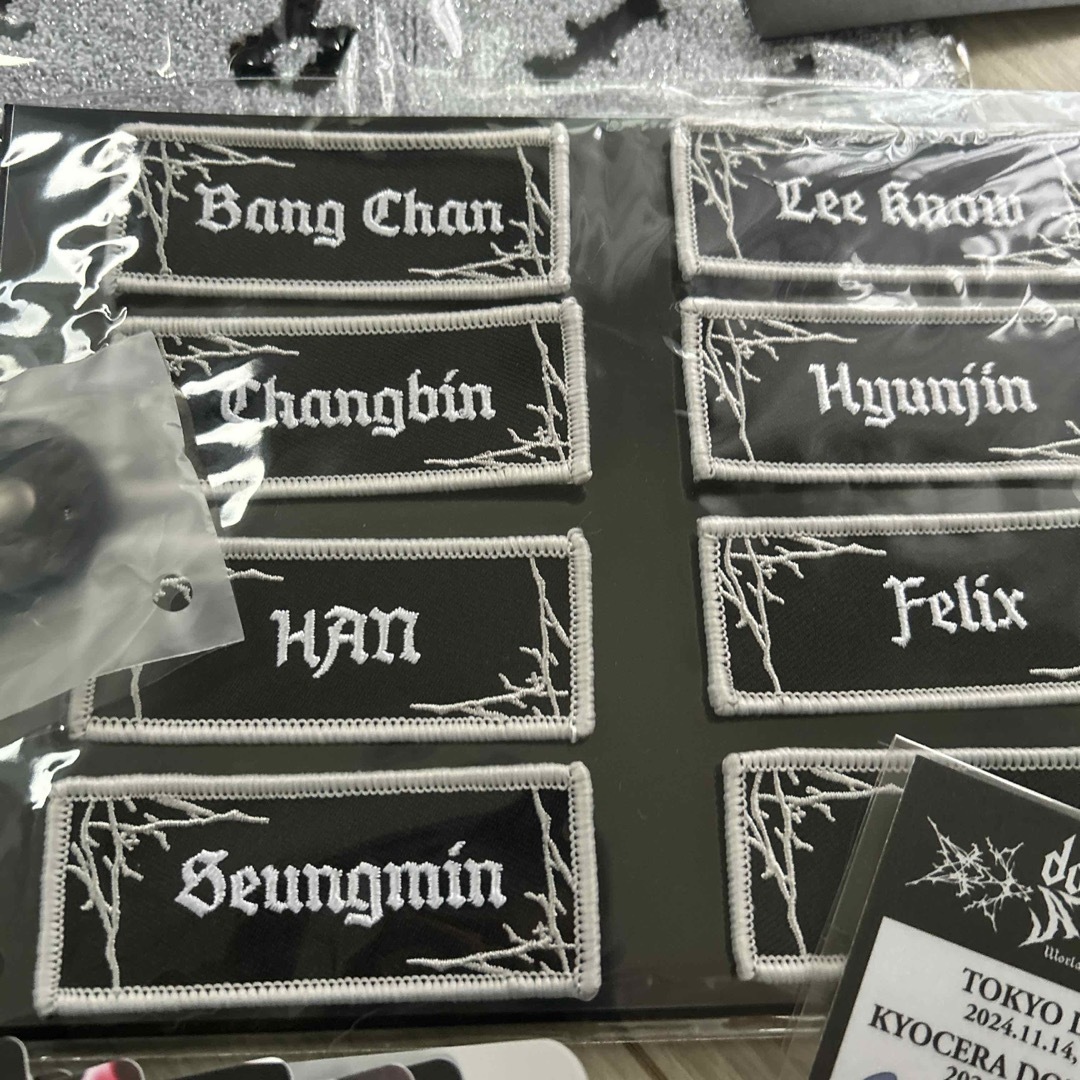 Bang Chan
Lee Know
Changbin
Hyunjin
HAN
Felix
Seungmin
TOKYO
2024.11.14,
KYOCERA